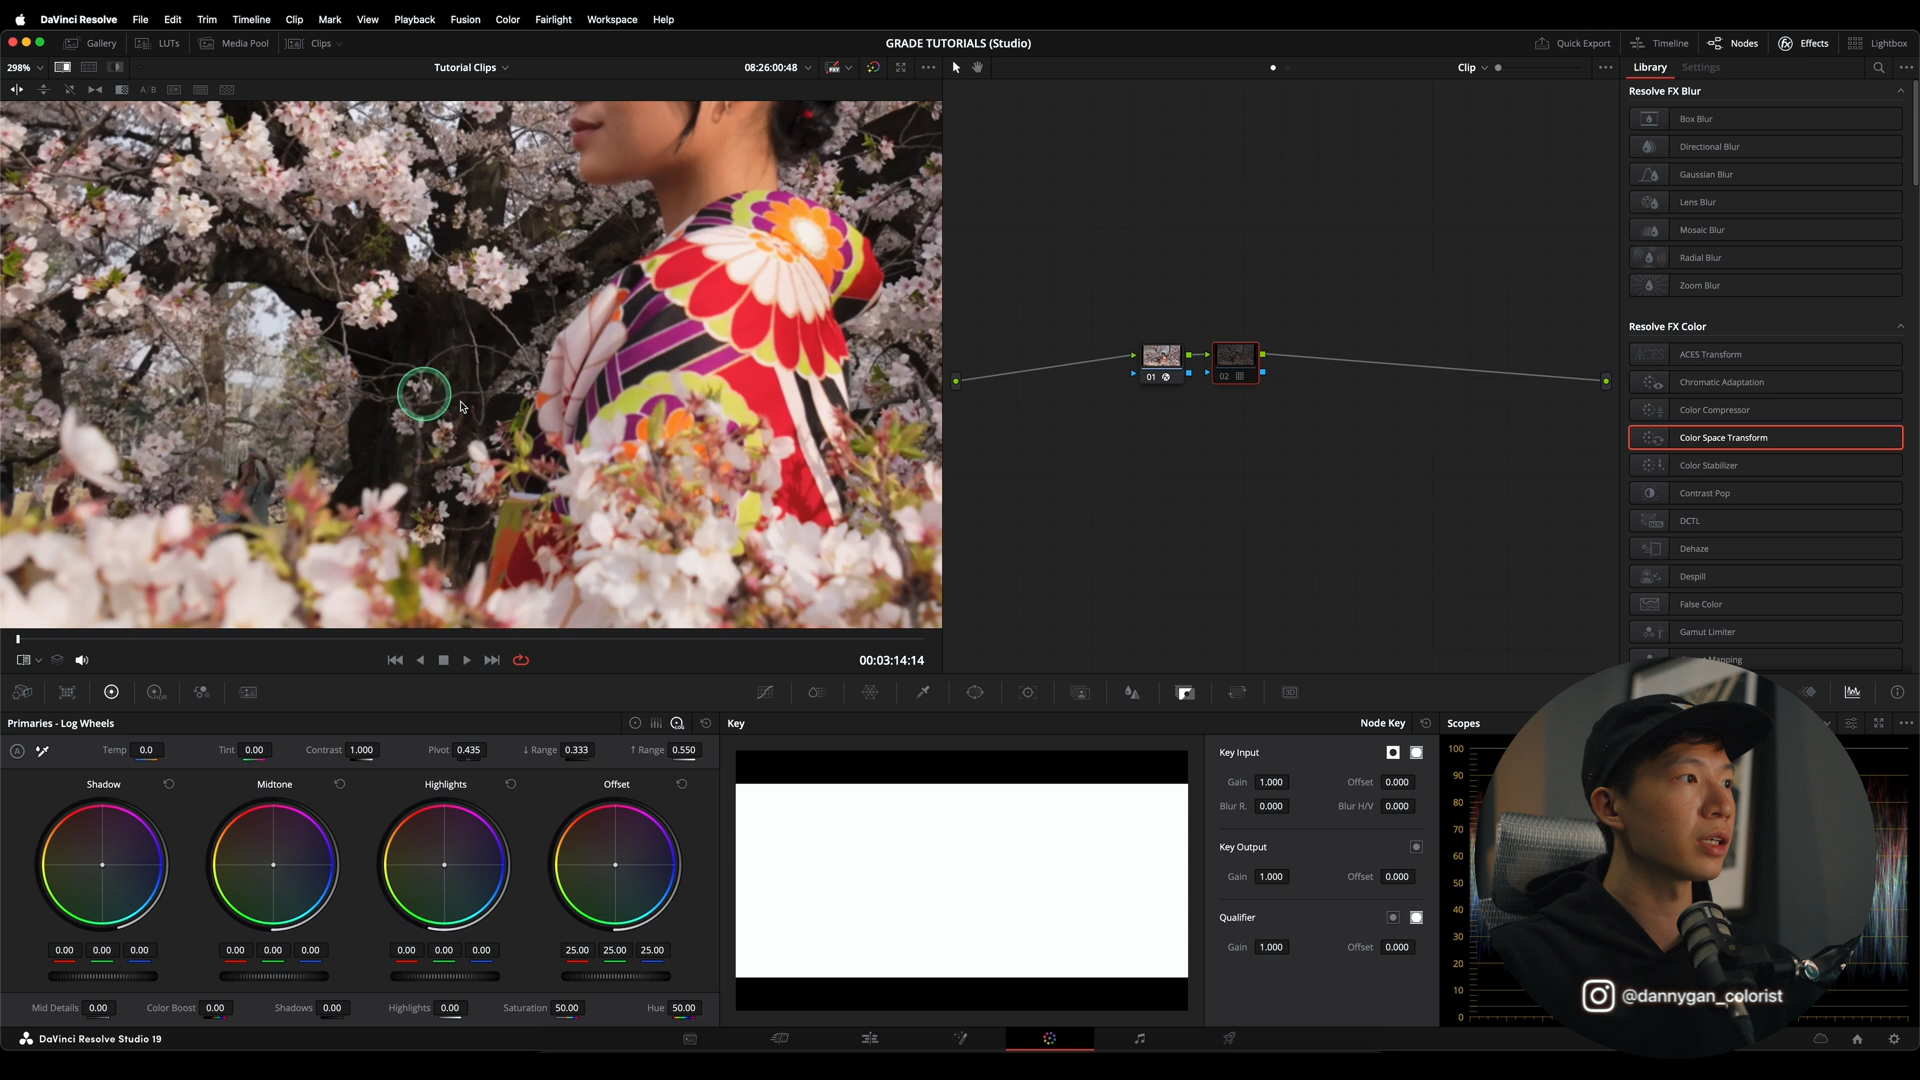 DaVinci Resolve File Edit Trim Timeline Clip Mark View Playback Fusion Color Fairlight Workspace Help
Gallery LUTs Media Pool Clips GRADE TUTORIALS (Studio) Quick Export Timeline Nodes Effects Lightbox
298% Tutorial Clips 08:26:00:48 Clip Library Settings
A/B
Resolve FX Blur
Box Blur
Directional Blur
Gaussian Blur
Lens Blur
Mosaic Blur
Radial Blur
Zoom Blur
Resolve FX Color
ACES Transform
Chromatic Adaptation
Color Compressor
Color Space Transform
Color Stabilizer
Contrast Pop
DCTL
Dehaze
Despill
False Color
Gamut Limiter
Mapping
01 02
00:03:14:14
Primaries - Log Wheels
Temp 0.0 Tint 0.00 Contrast 1.000 Pivot 0.435 ↓ Range 0.333 ↑ Range 0.550
Shadow Midtone Highlights Offset
0.00 0.00 0.00 0.00 0.00 0.00 0.00 0.00 0.00 25.00 25.00 25.00
Mid Details 0.00 Color Boost 0.00 Shadows 0.00 Highlights 0.00 Saturation 50.00 Hue 50.00
Key Node Key
Key Input
Gain 1.000 Offset 0.000
Blur R. 0.000 Blur H/V 0.000
Key Output
Gain 1.000 Offset 0.000
Qualifier
Gain 1.000 Offset 0.000
Scopes
100
90
80
70
60
50
40
30
20
10
0
@dannygan_colorist
DaVinci Resolve Studio 19